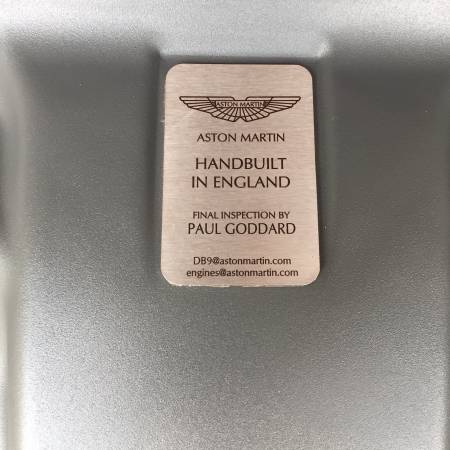 ASTON MARTIN
ASTON MARTIN
HANDBUILT
IN ENGLAND
FINAL INSPECTION BY
PAUL GODDARD
DB9@astonmartin.com
engines@astonmartin.com